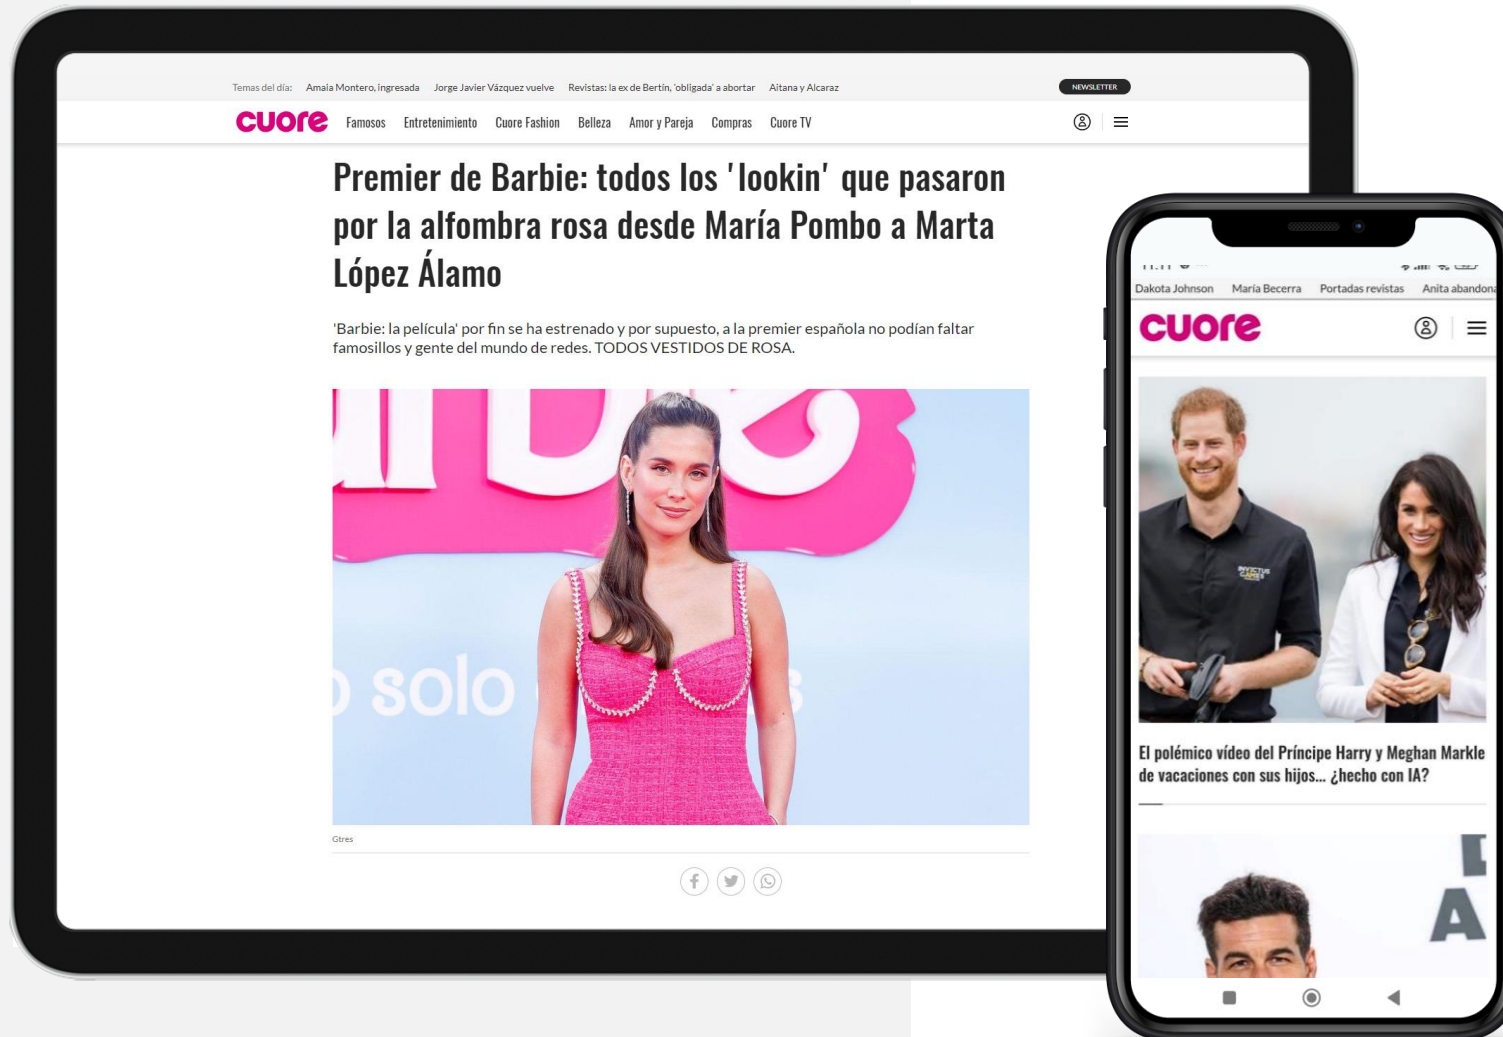 Temas del día: Amaia Montero, ingresada Jorge Javier Vázquez vuelve Revistas: la ex de Bertín, 'obligada' a abortar Aitana y Alcaraz NEWSLETTER
cuore Famosos Entretenimiento Cuore Fashion Belleza Amor y Pareja Compras Cuore TV
Premier de Barbie: todos los 'lookin' que pasaron
por la alfombra rosa desde María Pombo a Marta
López Álamo
'Barbie: la película' por fin se ha estrenado y por supuesto, a la premier española no podían faltar
famosillos y gente del mundo de redes. TODOS VESTIDOS DE ROSA.
solo
Gtres
11:11
Dakota Johnson María Becerra Portadas revistas Anita abandona
cuore
INVICTUS
GAMES
El polémico vídeo del Príncipe Harry y Meghan Markle
de vacaciones con sus hijos... ¿hecho con IA?
A